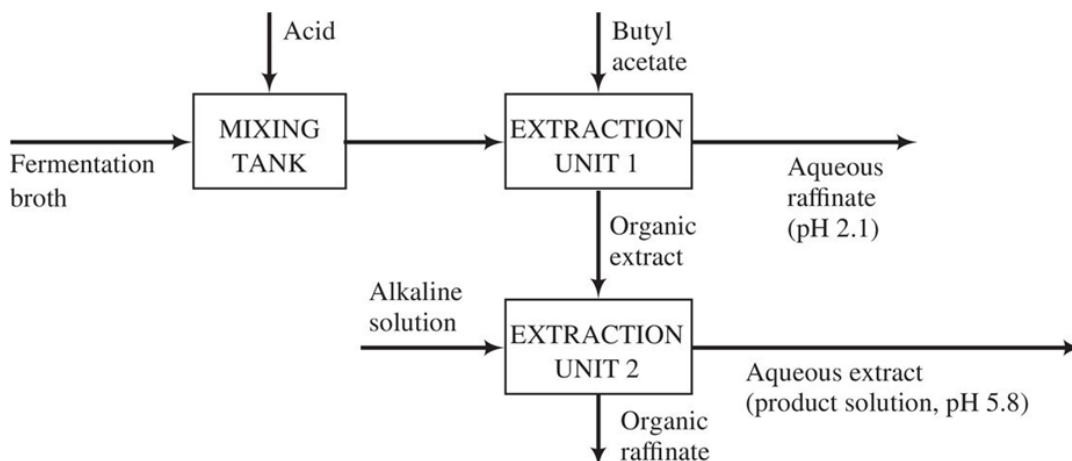 Acid
Butyl
acetate
MIXING
TANK
EXTRACTION
UNIT 1
Fermentation
broth
Aqueous
raffinate
(pH 2.1)
Organic
extract
Alkaline
solution
EXTRACTION
UNIT 2
Aqueous extract
(product solution, pH 5.8)
Organic
raffinate